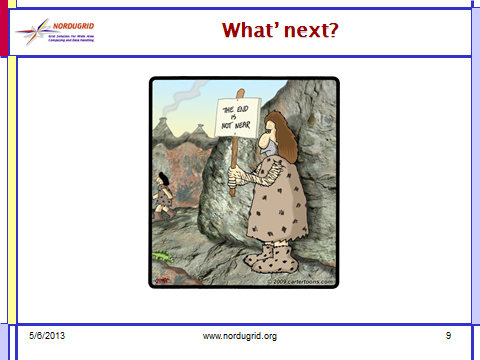 NORDUGRID
Grid Solution for Wide Area
Computing and Data Handling
What' next?
THE END
IS
NOT NEAR
© 2009 cartertoons.com
5/6/2013
www.nordugrid.org
9